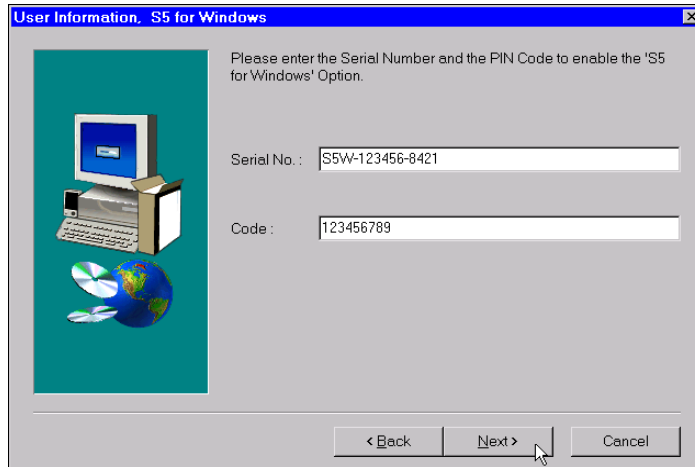 User Information, S5 for Windows
Please enter the Serial Number and the PIN Code to enable the 'S5
for Windows' Option.
Serial No. : S5W-123456-8421
Code : 123456789
< Back Next > Cancel